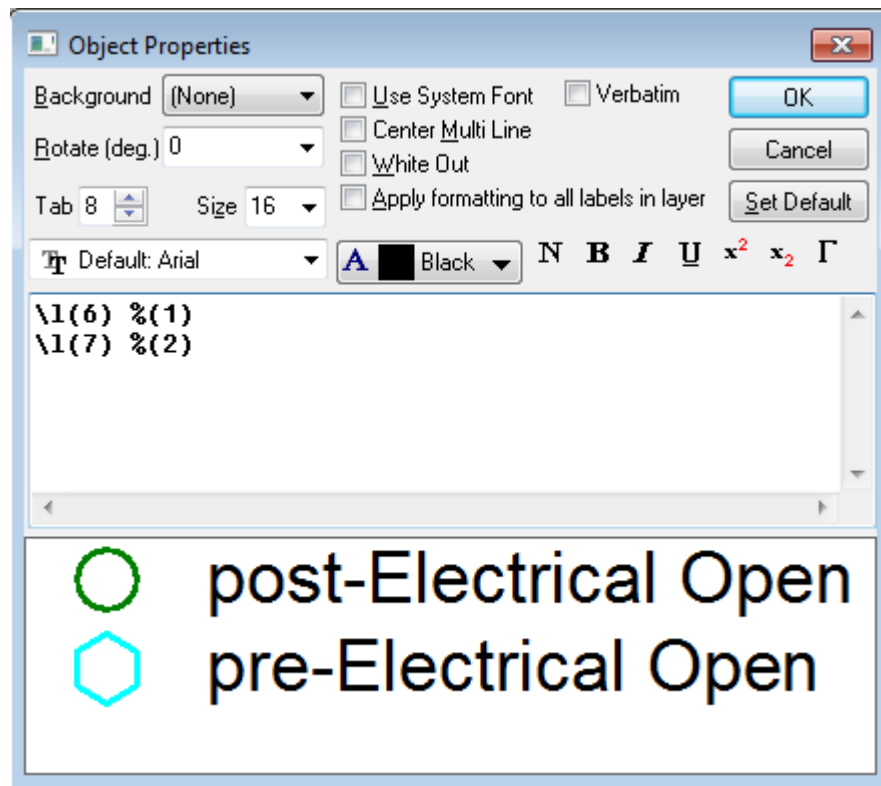 Object Properties
Background (None) Use System Font Verbatim OK
Rotate (deg.) 0 Center Multi Line
White Out Cancel
Tab 8 Size 16 Apply formatting to all labels in layer Set Default
Default: Arial A Black N B I U x² x₂ Γ
\l(6) %(1)
\l(7) %(2)
post-Electrical Open
pre-Electrical Open